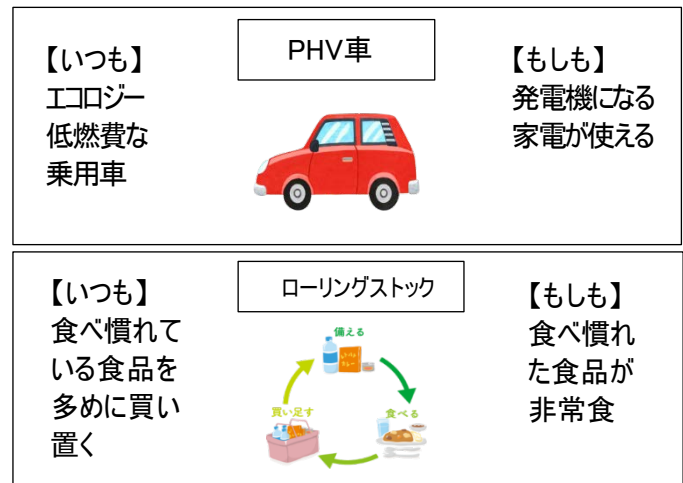 PHV車
【いつも】
エコロジー
低燃費な
乗用車
【もしも】
発電機になる
家電が使える
ローリングストック
【いつも】
食べ慣れて
いる食品を
多めに買い
置く
備える
食べる
買い足す
【もしも】
食べ慣れ
た食品が
非常食